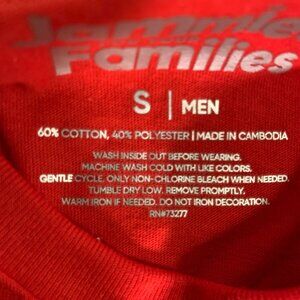 Jammies
Families
S | MEN
60% COTTON, 40% POLYESTER | MADE IN CAMBODIA
WASH INSIDE OUT BEFORE WEARING.
MACHINE WASH COLD WITH LIKE COLORS.
GENTLE CYCLE. ONLY NON-CHLORINE BLEACH WHEN NEEDED.
TUMBLE DRY LOW. REMOVE PROMPTLY.
WARM IRON IF NEEDED. DO NOT IRON DECORATION.
RN#73277